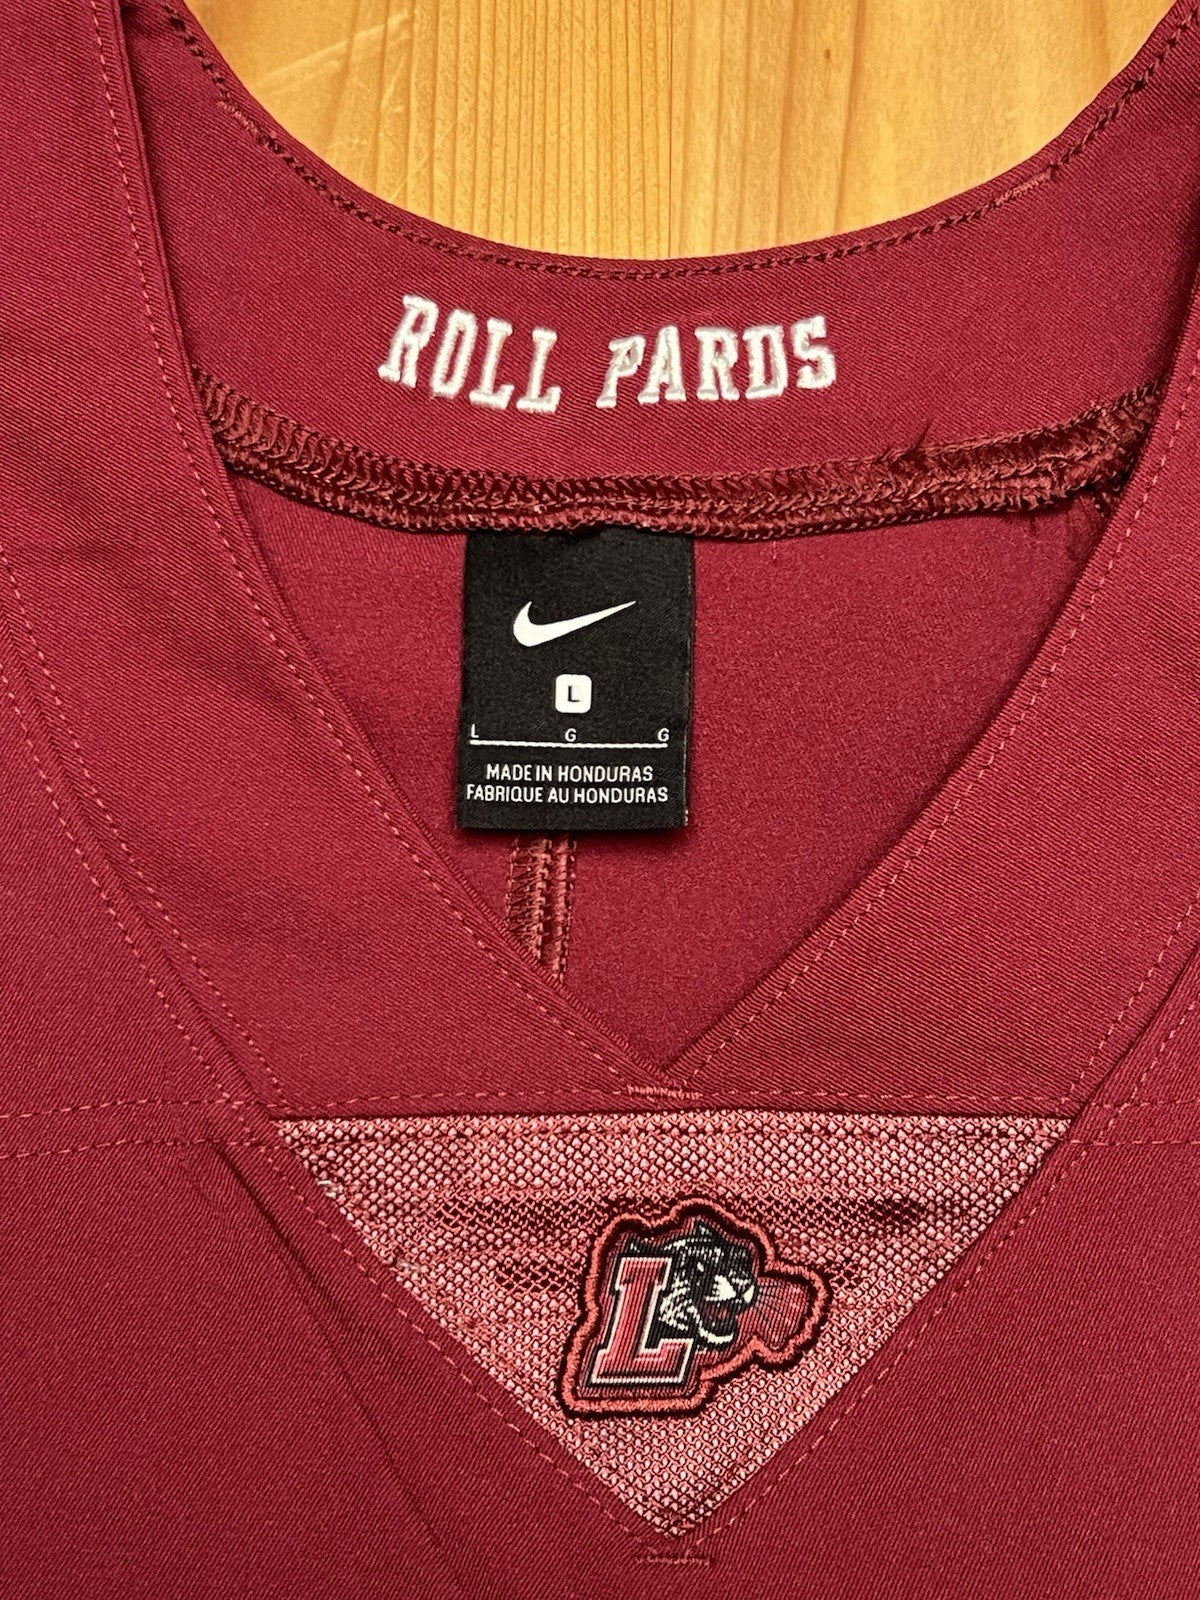 ROLL PARDS
L
L G G
MADE IN HONDURAS
FABRIQUE AU HONDURAS
L